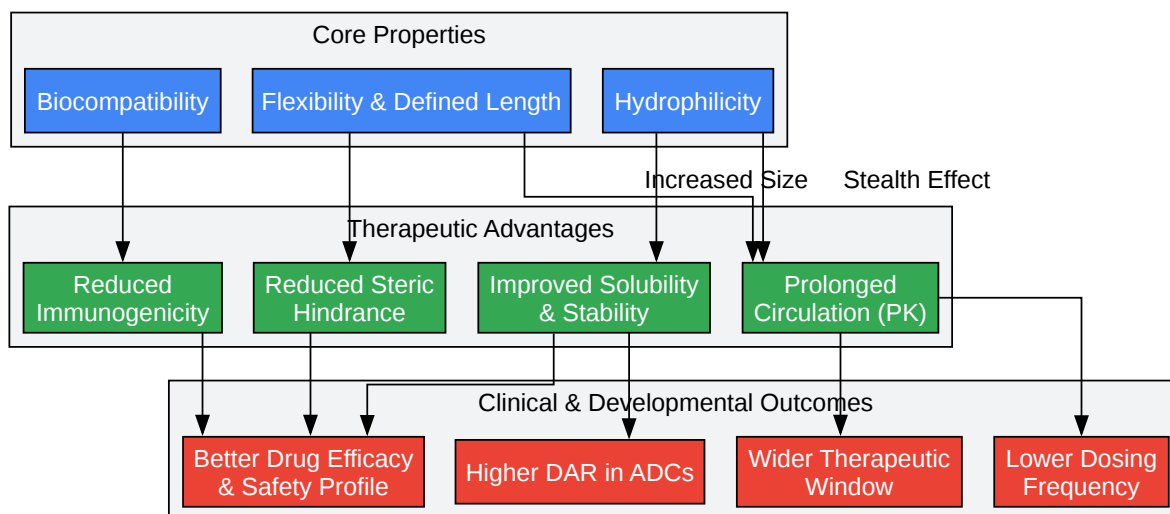 Core Properties
Biocompatibility
Flexibility & Defined Length
Hydrophilicity
Increased Size
Stealth Effect
Therapeutic Advantages
Reduced
Immunogenicity
Reduced Steric
Hindrance
Improved Solubility
& Stability
Prolonged
Circulation (PK)
Clinical & Developmental Outcomes
Better Drug Efficacy
& Safety Profile
Higher DAR in ADCs
Wider Therapeutic
Window
Lower Dosing
Frequency